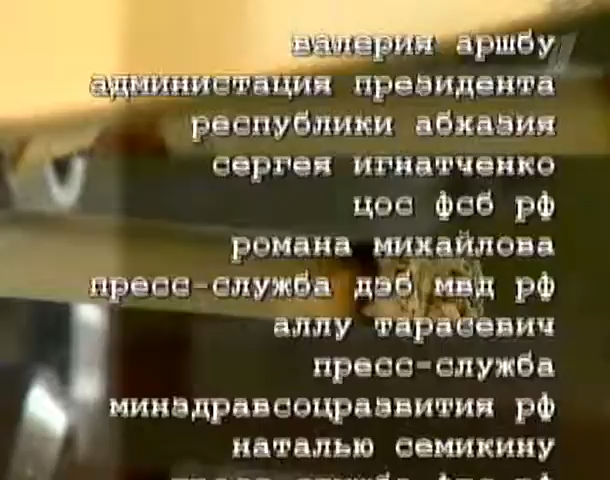 валерия аршбу
администация президента
республики абхазия
сергея игнатченко
цос фсб рф
романа михайлова
пресс-служба дэб мвд рф
аллу тарасевич
пресс-служба
минздравсоцразвития рф
наталью семикину